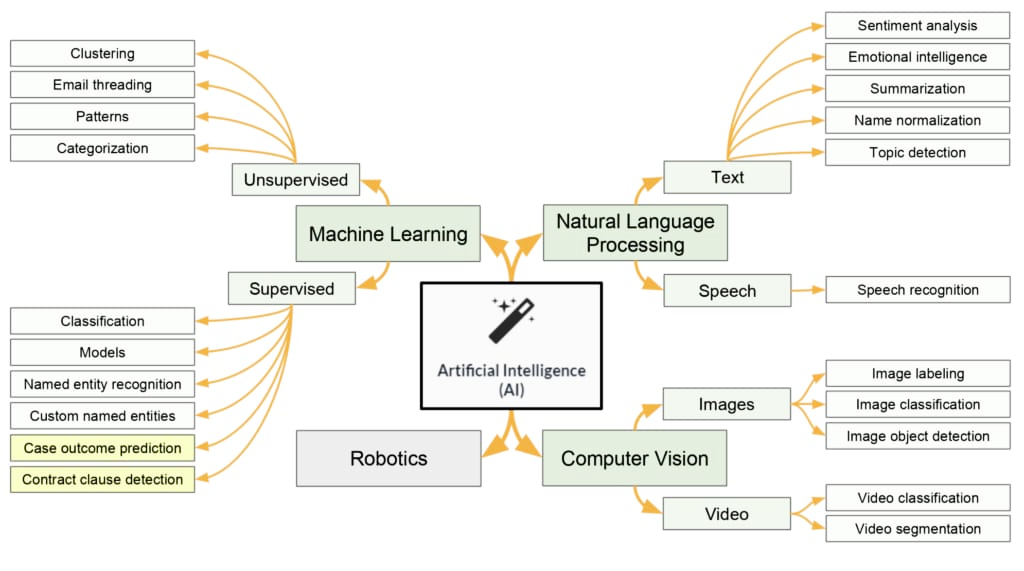 Clustering
Email threading
Patterns
Categorization
Unsupervised
Machine Learning
Supervised
Classification
Models
Named entity recognition
Custom named entities
Case outcome prediction
Contract clause detection
Artificial Intelligence
(AI)
Robotics
Sentiment analysis
Emotional intelligence
Summarization
Name normalization
Topic detection
Text
Natural Language
Processing
Speech
Speech recognition
Image labeling
Image classification
Image object detection
Images
Computer Vision
Video
Video classification
Video segmentation